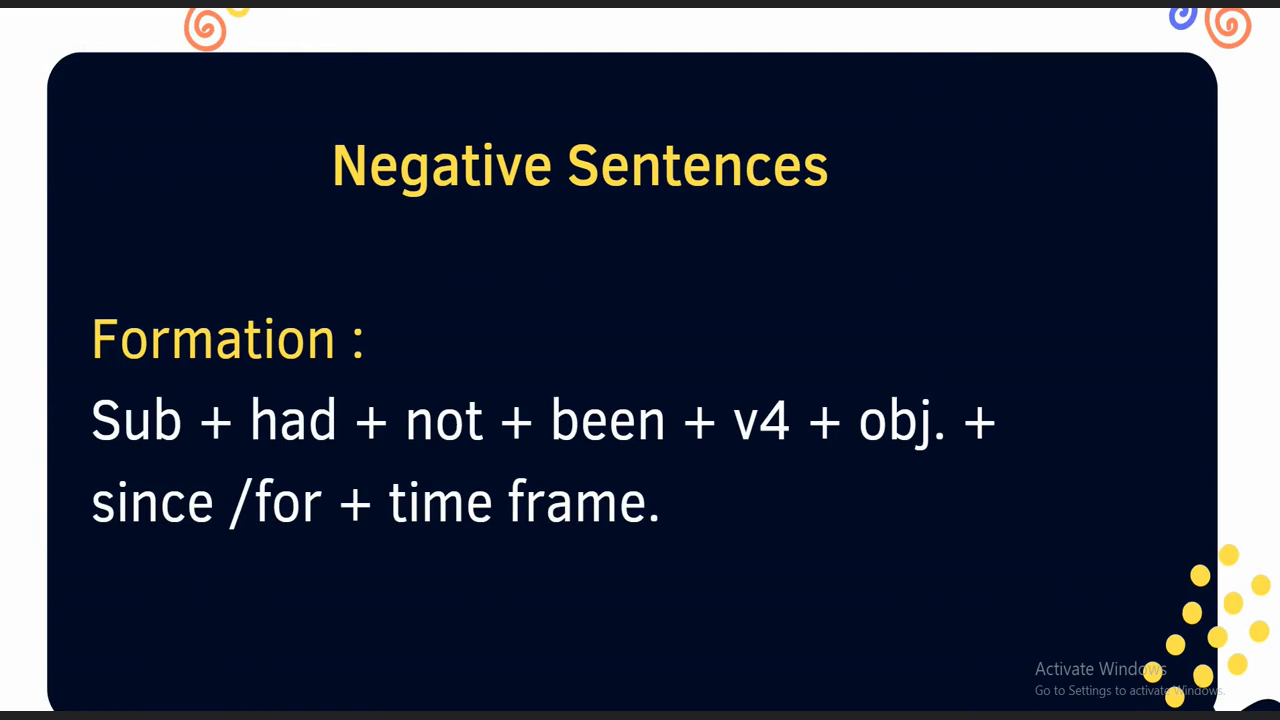 Negative Sentences
Formation :
Sub + had + not + been + v4 + obj. +
since /for + time frame.
Activate Windows
Go to Settings to activate Windows.